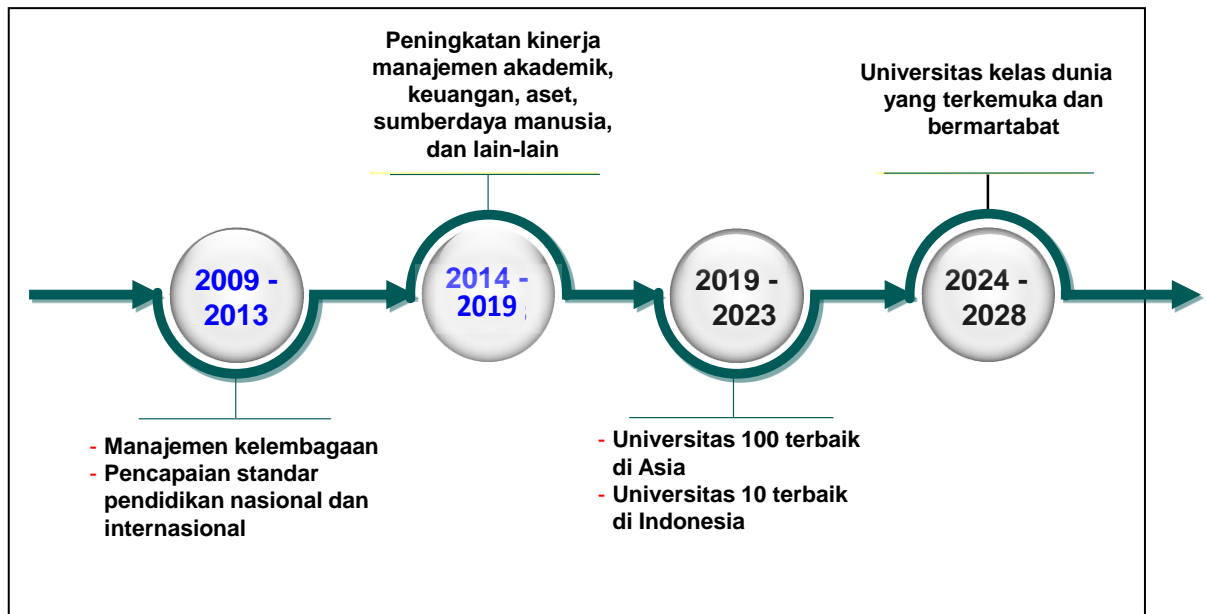 Peningkatan kinerja
manajemen akademik,
keuangan, aset,
sumberdaya manusia,
dan lain-lain
Universitas kelas dunia
yang terkemuka dan
bermartabat
2009 -
2013
2014 -
2019
2019 -
2023
2024 -
2028
- Manajemen kelembagaan
- Pencapaian standar
pendidikan nasional dan
internasional
- Universitas 100 terbaik
di Asia
- Universitas 10 terbaik
di Indonesia